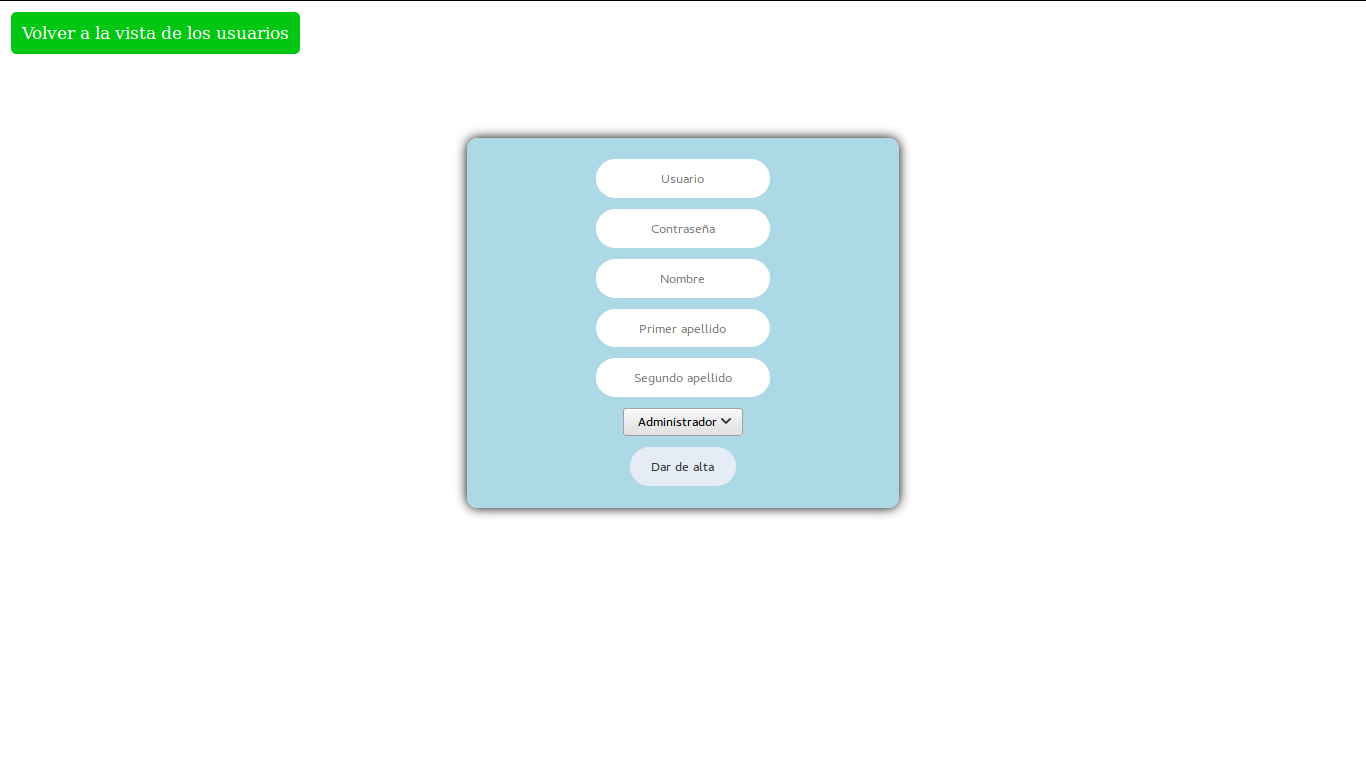 Volver a la vista de los usuarios
Usuario
Contraseña
Nombre
Primer apellido
Segundo apellido
Administrador
Dar de alta